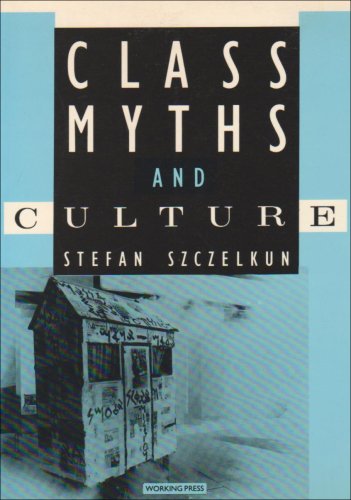 CLASS
MYTHS
AND
CULTURE
STEFAN SZCZELKUN
WORKING PRESS